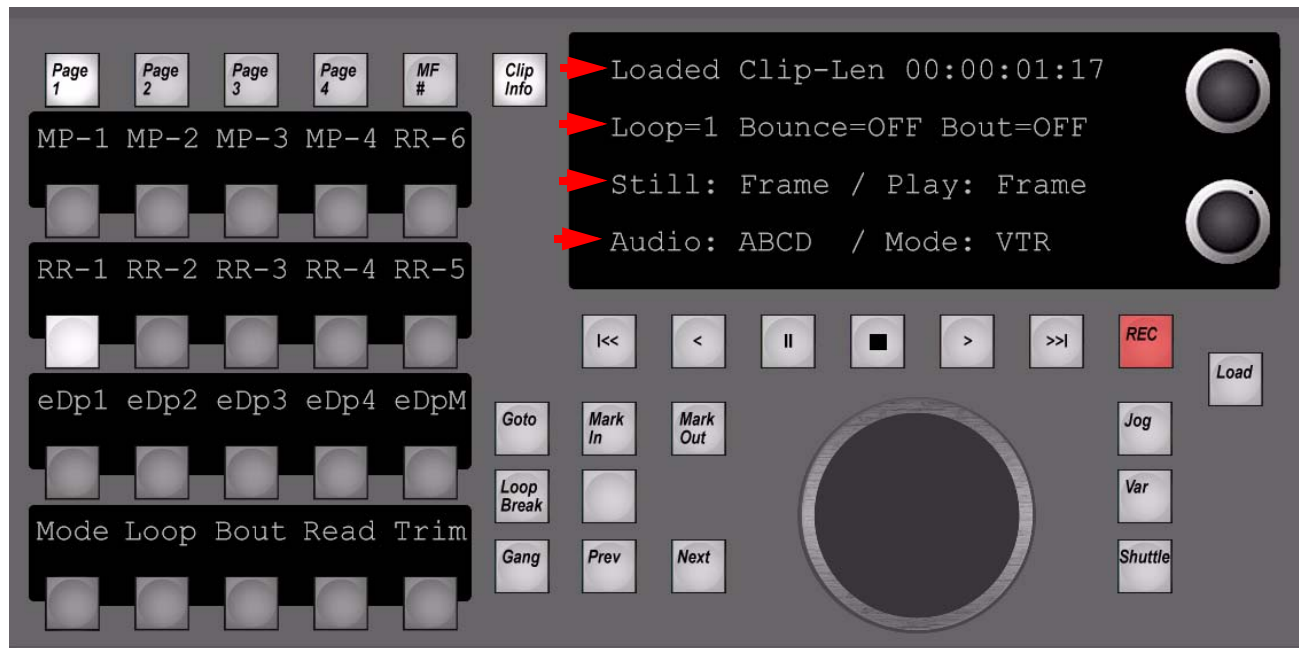 Page 1
Page 2
Page 3
Page 4
MF #
Clip Info
MP-1 MP-2 MP-3 MP-4 RR-6
RR-1 RR-2 RR-3 RR-4 RR-5
eDp1 eDp2 eDp3 eDp4 eDpM
Mode Loop Bout Read Trim
Loaded Clip-Len 00:00:01:17
Loop=1 Bounce=OFF Bout=OFF
Still: Frame / Play: Frame
Audio: ABCD / Mode: VTR
I<<
<
II
>
>>I
REC
Load
Goto
Mark In
Mark Out
Jog
Loop Break
Var
Gang
Prev
Next
Shuttle